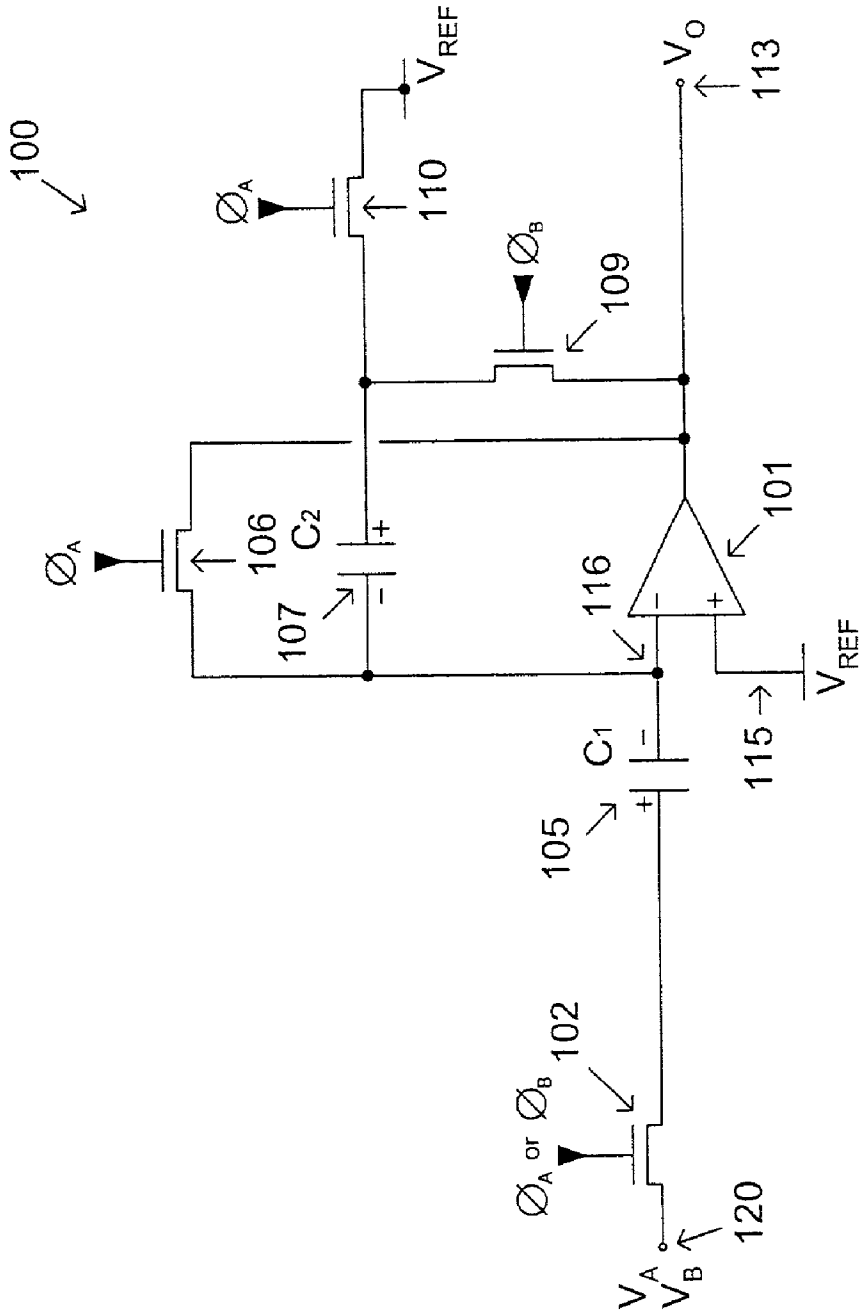 100
Ø_A
106
Ø_A
110
V_REF
C_2
- +
107
Ø_B
109
116
C_1
+ -
105
-
+
101
V_O
113
115
V_REF
Ø_A or Ø_B
102
V_A
V_B
120